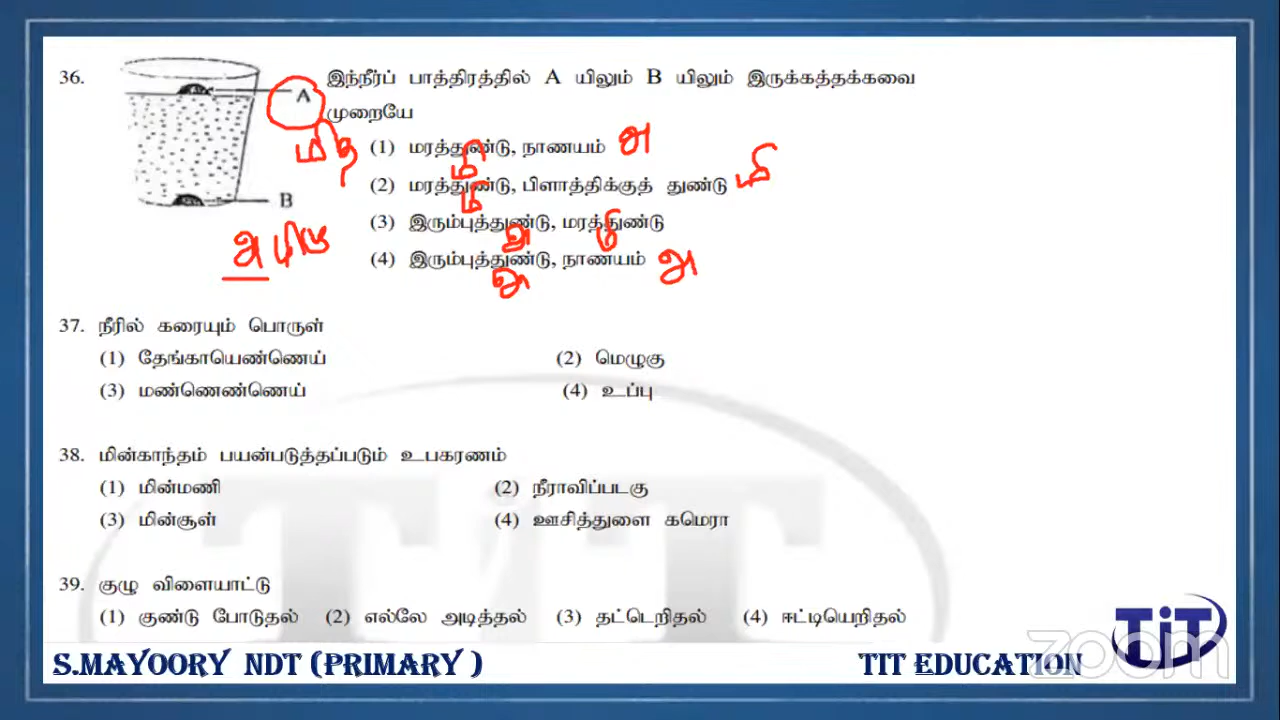 36. இந்நீர்ப் பாத்திரத்தில் A யிலும் B யிலும் இருக்கத்தக்கவை
A முறையே
(1) மரத்துண்டு, நாணயம் அ
மி
(2) மரத்துண்டு, பிளாத்திக்குத் துண்டு மி
மி
B
(3) இரும்புத்துண்டு, மரத்துண்டு
அ மி
(4) இரும்புத்துண்டு, நாணயம் அ
அ
37. நீரில் கரையும் பொருள்
(1) தேங்காயெண்ணெய் (2) மெழுகு
(3) மண்ணெண்ணெய் (4) உப்பு
38. மின்காந்தம் பயன்படுத்தப்படும் உபகரணம்
(1) மின்மணி (2) நீராவிப்படகு
(3) மின்சூள் (4) ஊசித்துளை கமெரா
39. குழு விளையாட்டு
(1) குண்டு போடுதல் (2) எல்லே அடித்தல் (3) தட்டெறிதல் (4) ஈட்டியெறிதல்
TiT
S.MAYOORY NDT (PRIMARY ) TIT EDUCATION
zoom